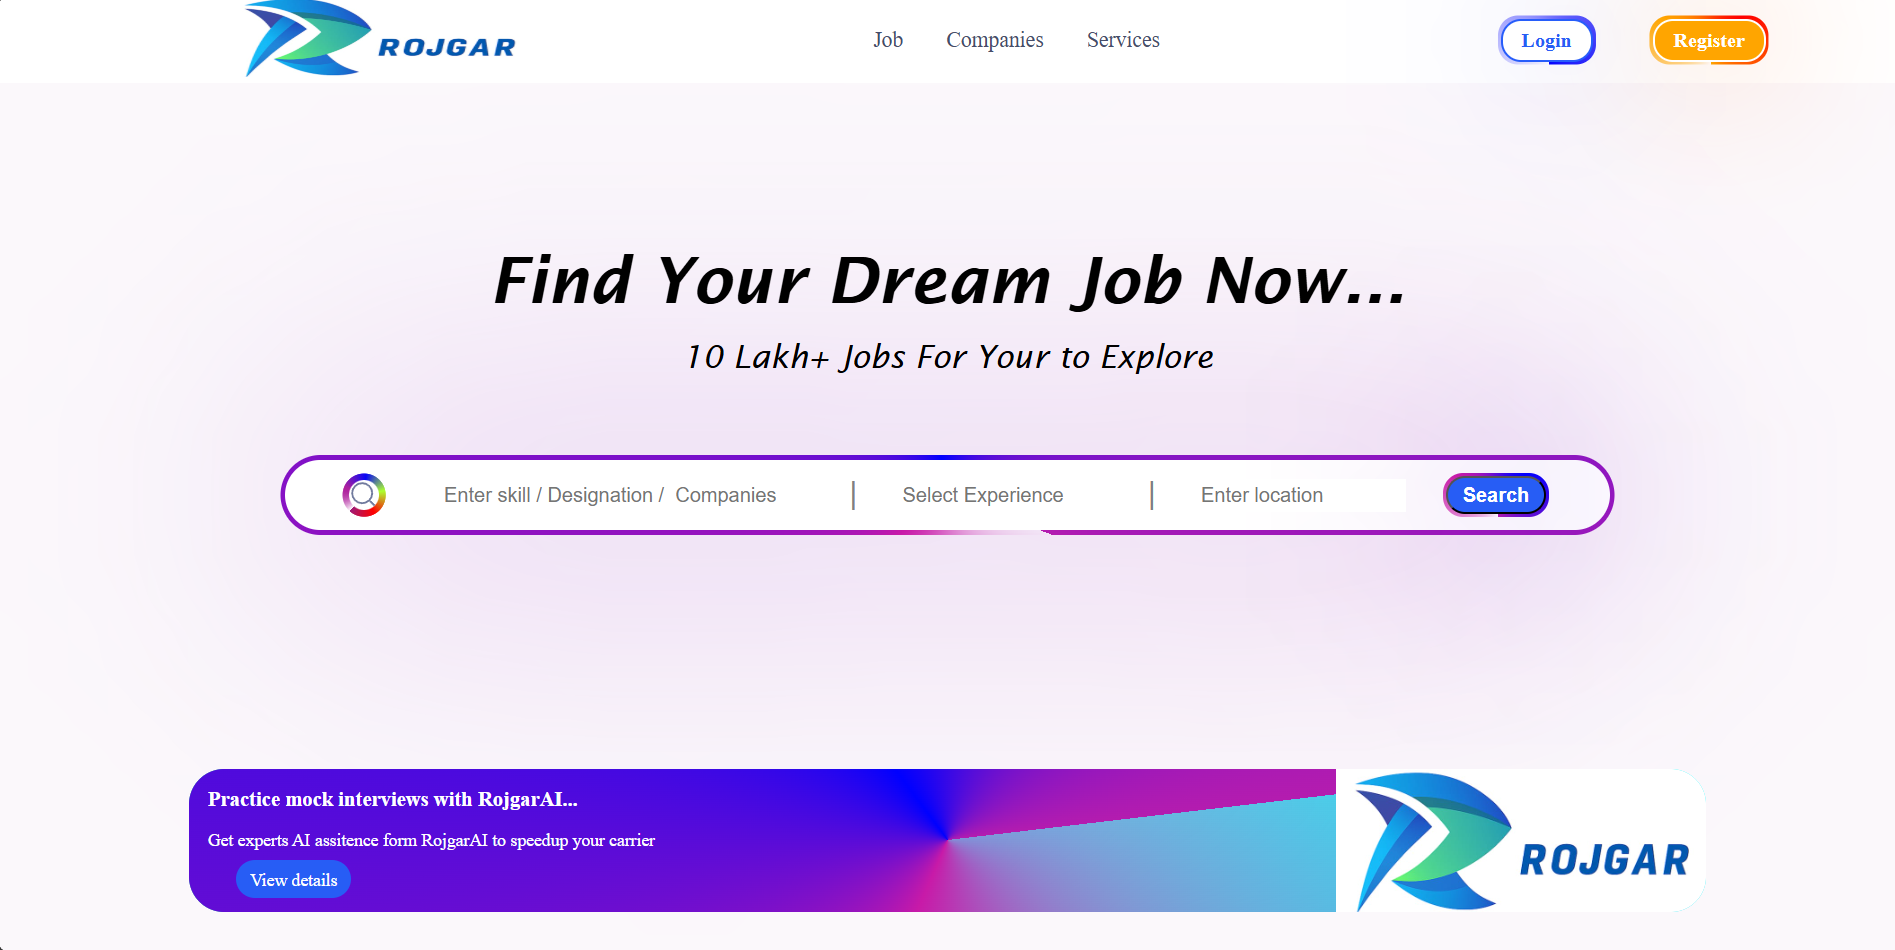 ROJGAR
Job Companies Services
Login
Register
Find Your Dream Job Now...
10 Lakh+ Jobs For Your to Explore
Enter skill / Designation /  Companies | Select Experience | Enter location
Search
Practice mock interviews with RojgarAI...
Get experts AI assitence form RojgarAI to speedup your carrier
View details
ROJGAR